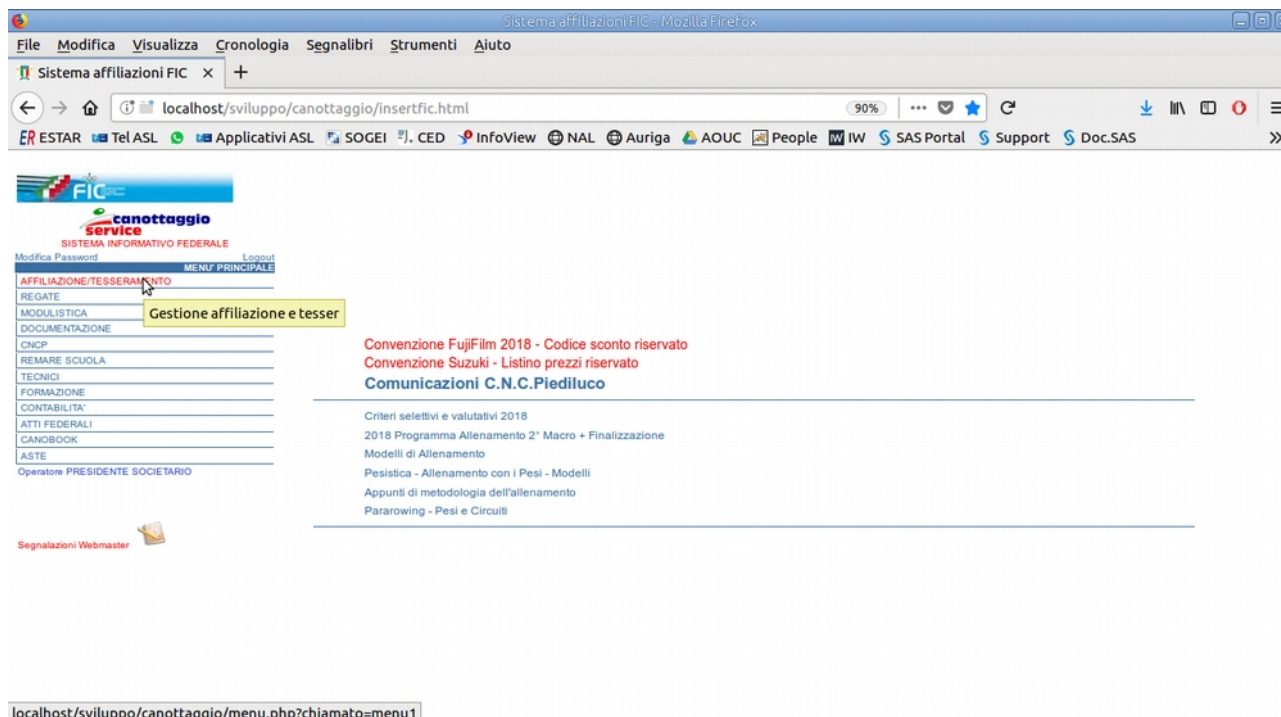 Sistema affiliazioni FIC - Mozilla Firefox
File Modifica Visualizza Cronologia Segnalibri Strumenti Aiuto
Sistema affiliazioni FIC × +
localhost/sviluppo/canottaggio/insertfic.html 90%
ESTAR Tel ASL Applicativi ASL SOGEI CED InfoView NAL Auriga AOUC People IW SAS Portal Support Doc.SAS
FIC
canottaggio
service
SISTEMA INFORMATIVO FEDERALE
Modifica Password Logout
MENU' PRINCIPALE
AFFILIAZIONE/TESSERAMENTO
REGATE
MODULISTICA
Gestione affiliazione e tesser
DOCUMENTAZIONE
CNCP
REMARE SCUOLA
TECNICI
FORMAZIONE
CONTABILITA'
ATTI FEDERALI
CANOBOOK
ASTE
Operatore PRESIDENTE SOCIETARIO
Segnalazioni Webmaster
Convenzione FujiFilm 2018 - Codice sconto riservato
Convenzione Suzuki - Listino prezzi riservato
Comunicazioni C.N.C.Piediluco
Criteri selettivi e valutativi 2018
2018 Programma Allenamento 2° Macro + Finalizzazione
Modelli di Allenamento
Pesistica - Allenamento con i Pesi - Modelli
Appunti di metodologia dell'allenamento
Pararowing - Pesi e Circuiti
localhost/sviluppo/canottaggio/menu.php?chiamato=menu1